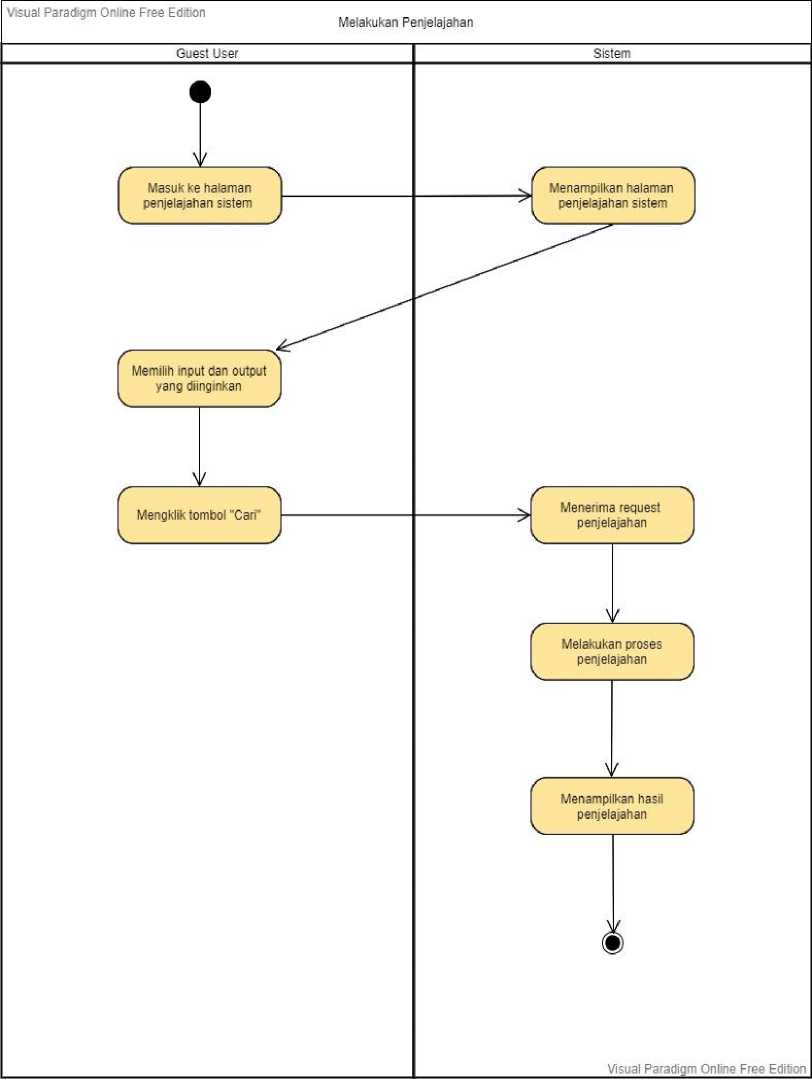 Visual Paradigm Online Free Edition
Melakukan Penjelajahan
Guest User
Sistem
Masuk ke halaman
penjelajahan sistem
Menampilkan halaman
penjelajahan sistem
Memilih input dan output
yang diinginkan
Mengklik tombol "Cari"
Menerima request
penjelajahan
Melakukan proses
penjelajahan
Menampilkan hasil
penjelajahan
Visual Paradigm Online Free Edition